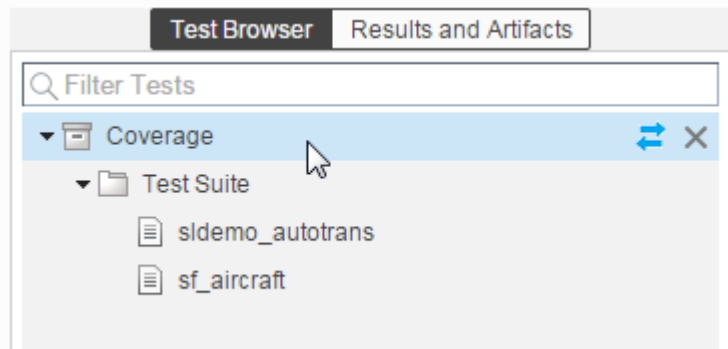 Test Browser Results and Artifacts
Filter Tests
Coverage
Test Suite
sldemo_autotrans
sf_aircraft